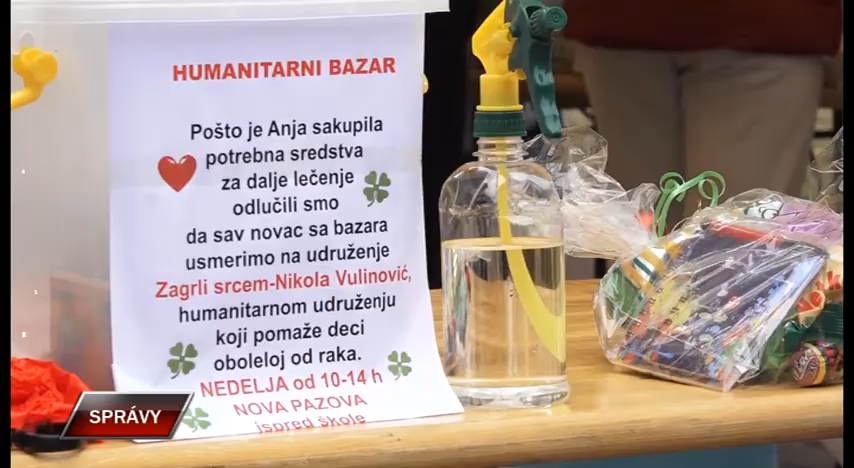 HUMANITARNI BAZAR
Pošto je Anja sakupila
potrebna sredstva
za dalje lečenje
odlučili smo
da sav novac sa bazara
usmerimo na udruženje
Zagrli srcem-Nikola Vulinović,
humanitarnom udruženju
koji pomaže deci
oboleloj od raka.
NEDELJA od 10-14 h
NOVA PAZOVA
ispred škole
SPRÁVY